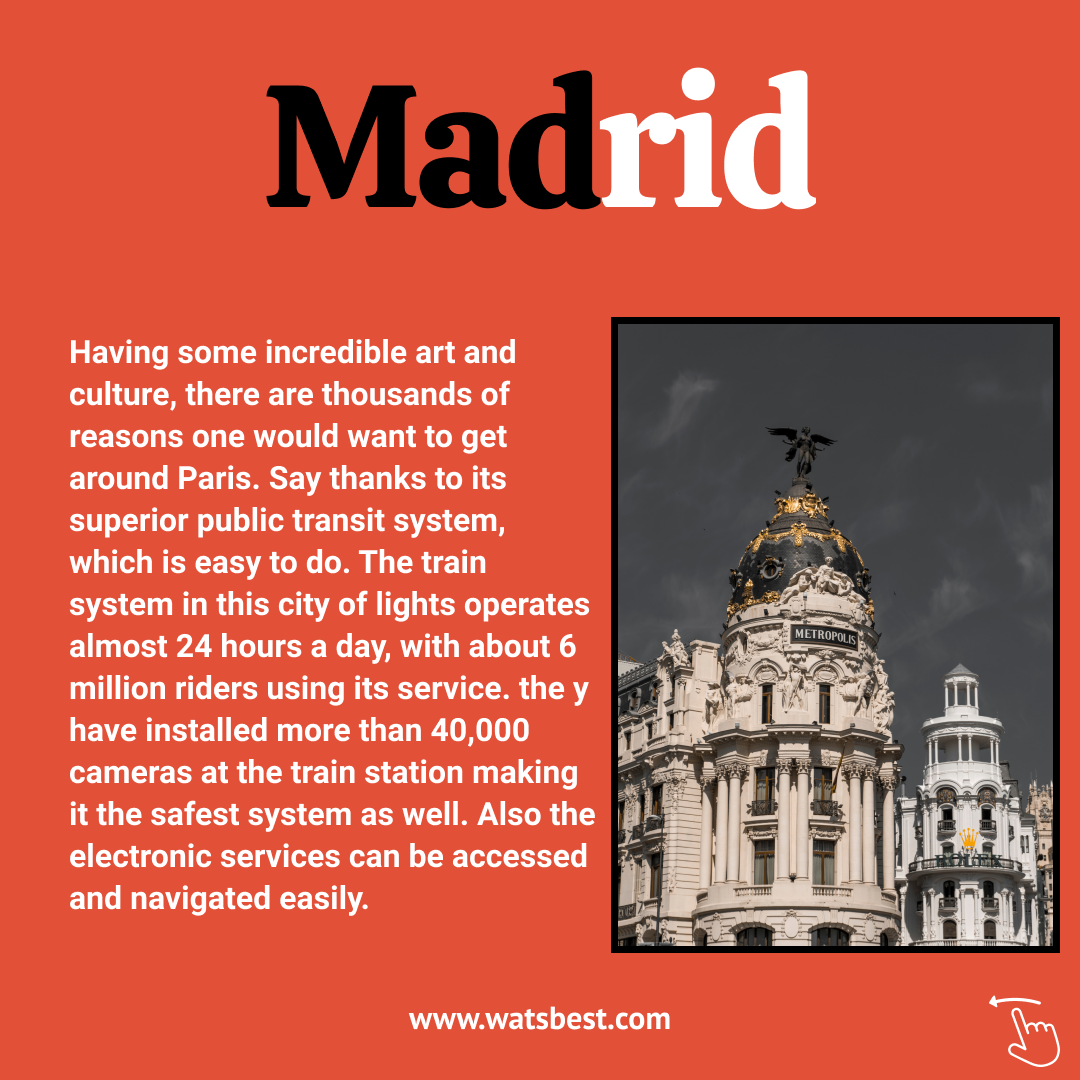 Madrid
Having some incredible art and
culture, there are thousands of
reasons one would want to get
around Paris. Say thanks to its
superior public transit system,
which is easy to do. The train
system in this city of lights operates
almost 24 hours a day, with about 6
million riders using its service. the y
have installed more than 40,000
cameras at the train station making
it the safest system as well. Also the
electronic services can be accessed
and navigated easily.
METROPOLIS
www.watsbest.com